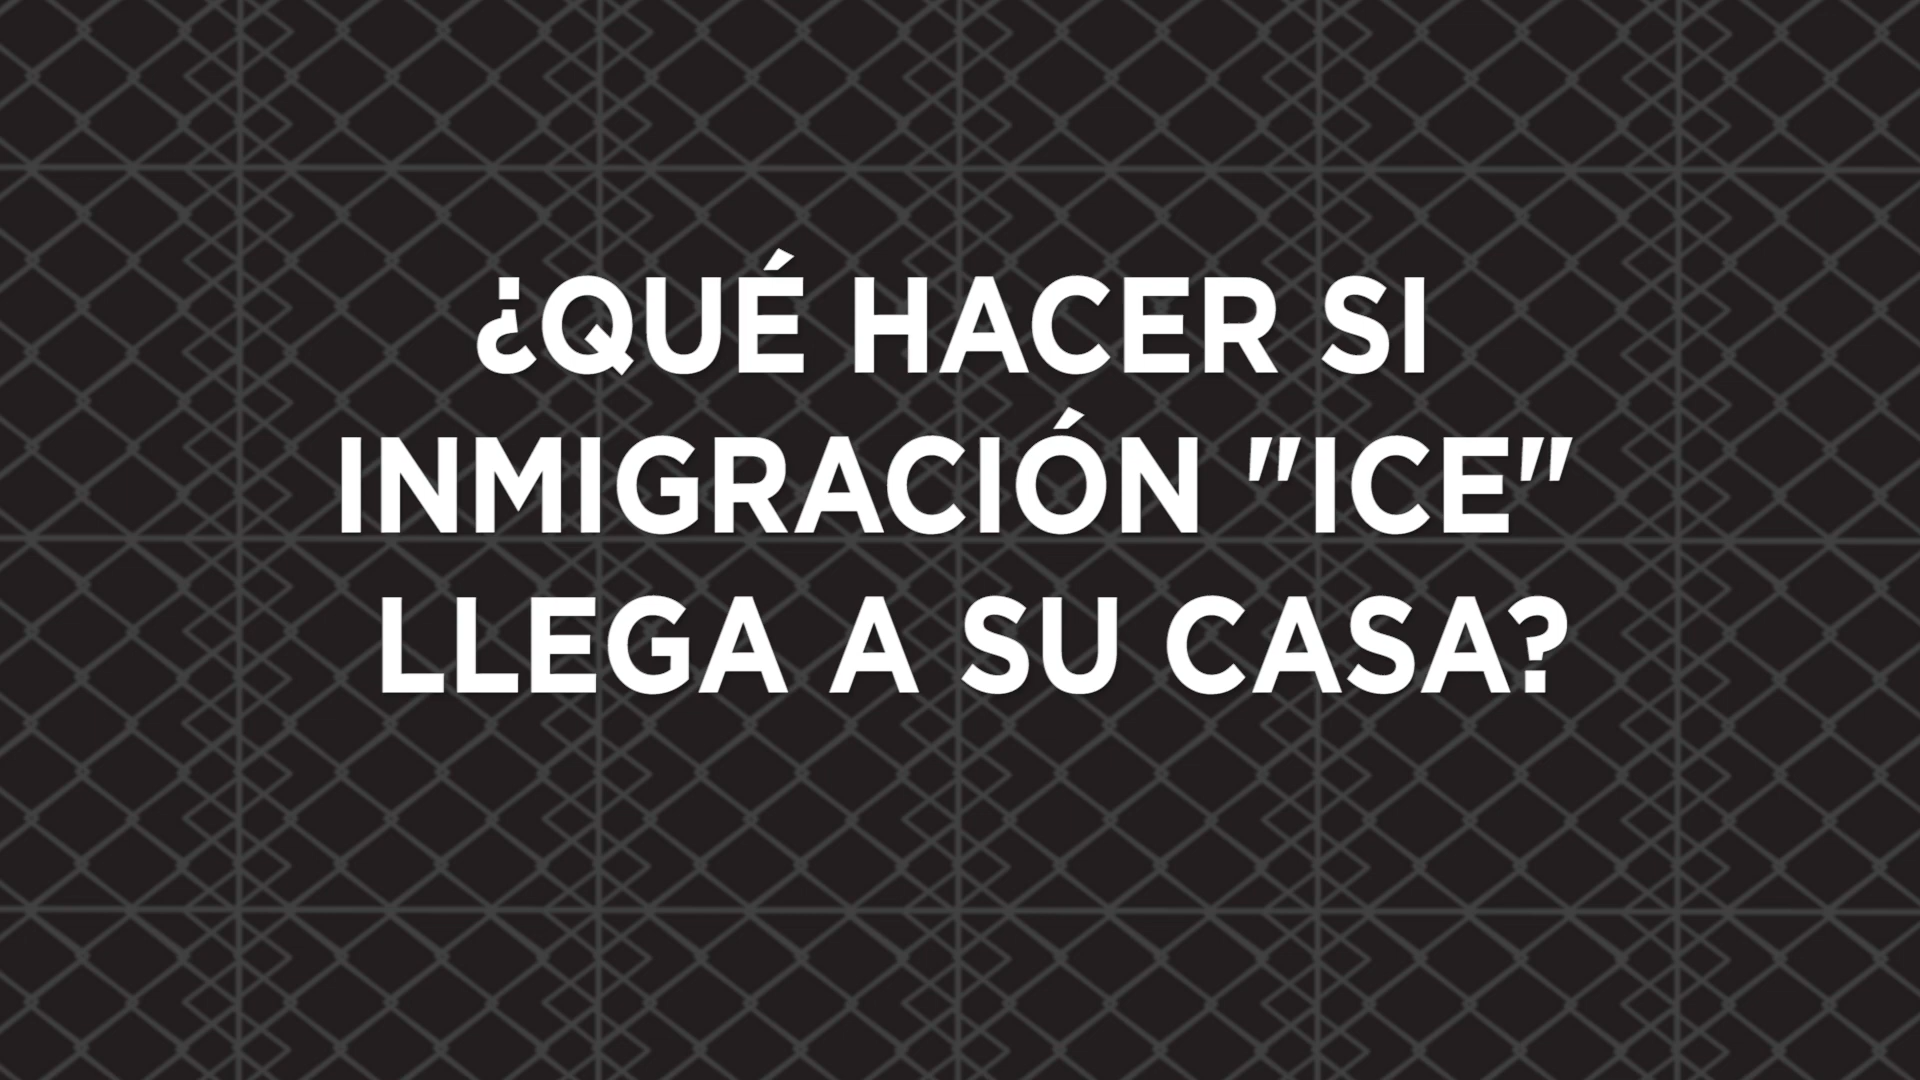 ¿QUÉ HACER SI
INMIGRACIÓN "ICE"
LLEGA A SU CASA?